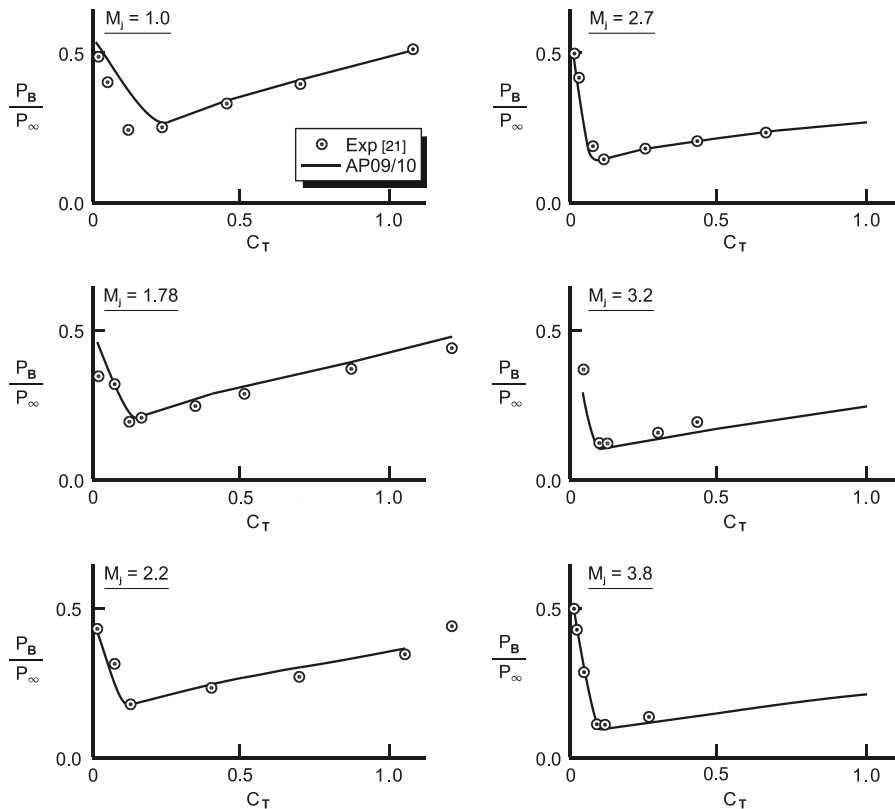 M_j = 1.0
0.5
P_B
P_∞
0.0
0 0.5 1.0
C_T
Exp [21]
AP09/10
M_j = 2.7
0.5
P_B
P_∞
0.0
0 0.5 1.0
C_T
M_j = 1.78
0.5
P_B
P_∞
0.0
0 0.5 1.0
C_T
M_j = 3.2
0.5
P_B
P_∞
0.0
0 0.5 1.0
C_T
M_j = 2.2
0.5
P_B
P_∞
0.0
0 0.5 1.0
C_T
M_j = 3.8
0.5
P_B
P_∞
0.0
0 0.5 1.0
C_T